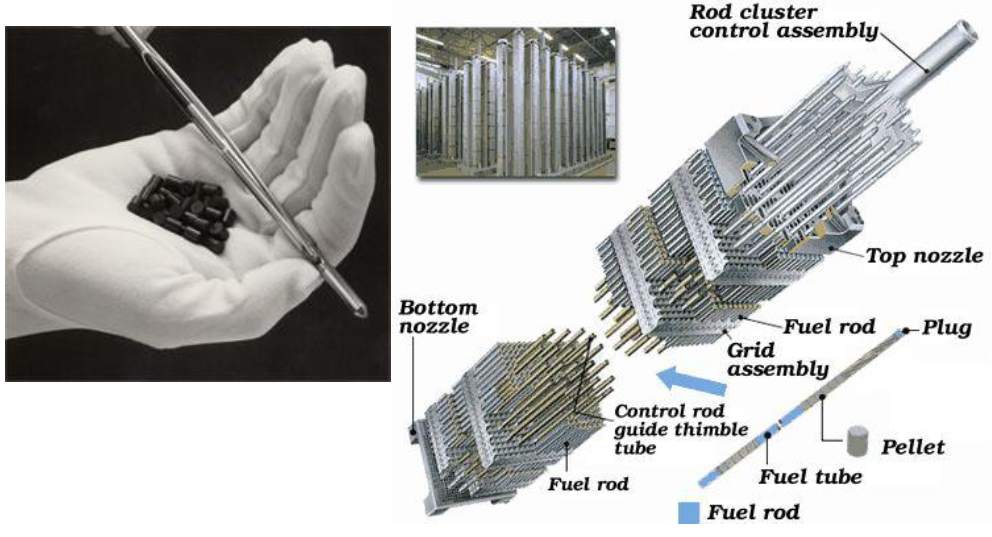 Rod cluster
control assembly
Top nozzle
Bottom
nozzle
Fuel rod
Plug
Grid
assembly
Control rod
guide thimble
tube
Pellet
Fuel tube
Fuel rod
Fuel rod